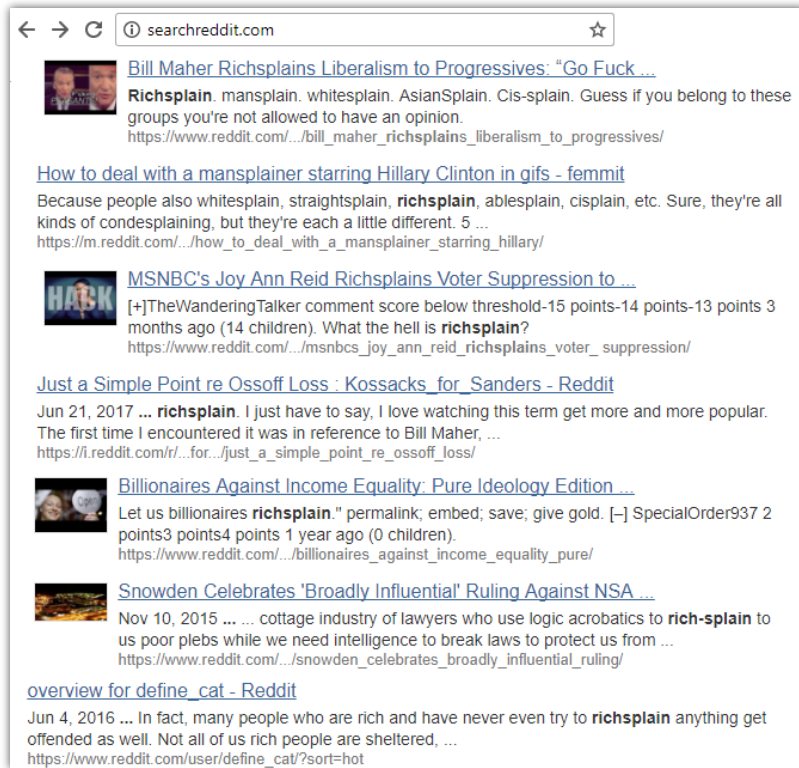 searchreddit.com
Bill Maher Richsplains Liberalism to Progressives: “Go Fuck ...
Richsplain. mansplain. whitesplain. AsianSplain. Cis-splain. Guess if you belong to these
groups you're not allowed to have an opinion.
https://www.reddit.com/.../bill_maher_richsplains_liberalism_to_progressives/
How to deal with a mansplainer starring Hillary Clinton in gifs - femmit
Because people also whitesplain, straightsplain, richsplain, ablesplain, cisplain, etc. Sure, they're all
kinds of condesplaining, but they're each a little different. 5 ...
https://m.reddit.com/.../how_to_deal_with_a_mansplainer_starring_hillary/
HACK
MSNBC's Joy Ann Reid Richsplains Voter Suppression to ...
[+]TheWanderingTalker comment score below threshold-15 points-14 points-13 points 3
months ago (14 children). What the hell is richsplain?
https://www.reddit.com/.../msnbcs_joy_ann_reid_richsplains_voter_ suppression/
Just a Simple Point re Ossoff Loss : Kossacks_for_Sanders - Reddit
Jun 21, 2017 ... richsplain. I just have to say, I love watching this term get more and more popular.
The first time I encountered it was in reference to Bill Maher, ...
https://i.reddit.com/r/...for.../just_a_simple_point_re_ossoff_loss/
Billionaires Against Income Equality: Pure Ideology Edition ...
Let us billionaires richsplain." permalink; embed; save; give gold. [–] SpecialOrder937 2
points3 points4 points 1 year ago (0 children).
https://www.reddit.com/.../billionaires_against_income_equality_pure/
Snowden Celebrates 'Broadly Influential' Ruling Against NSA ...
Nov 10, 2015 ... ... cottage industry of lawyers who use logic acrobatics to rich-splain to
us poor plebs while we need intelligence to break laws to protect us from ...
https://www.reddit.com/.../snowden_celebrates_broadly_influential_ruling/
overview for define_cat - Reddit
Jun 4, 2016 ... In fact, many people who are rich and have never even try to richsplain anything get
offended as well. Not all of us rich people are sheltered, ...
https://www.reddit.com/user/define_cat/?sort=hot